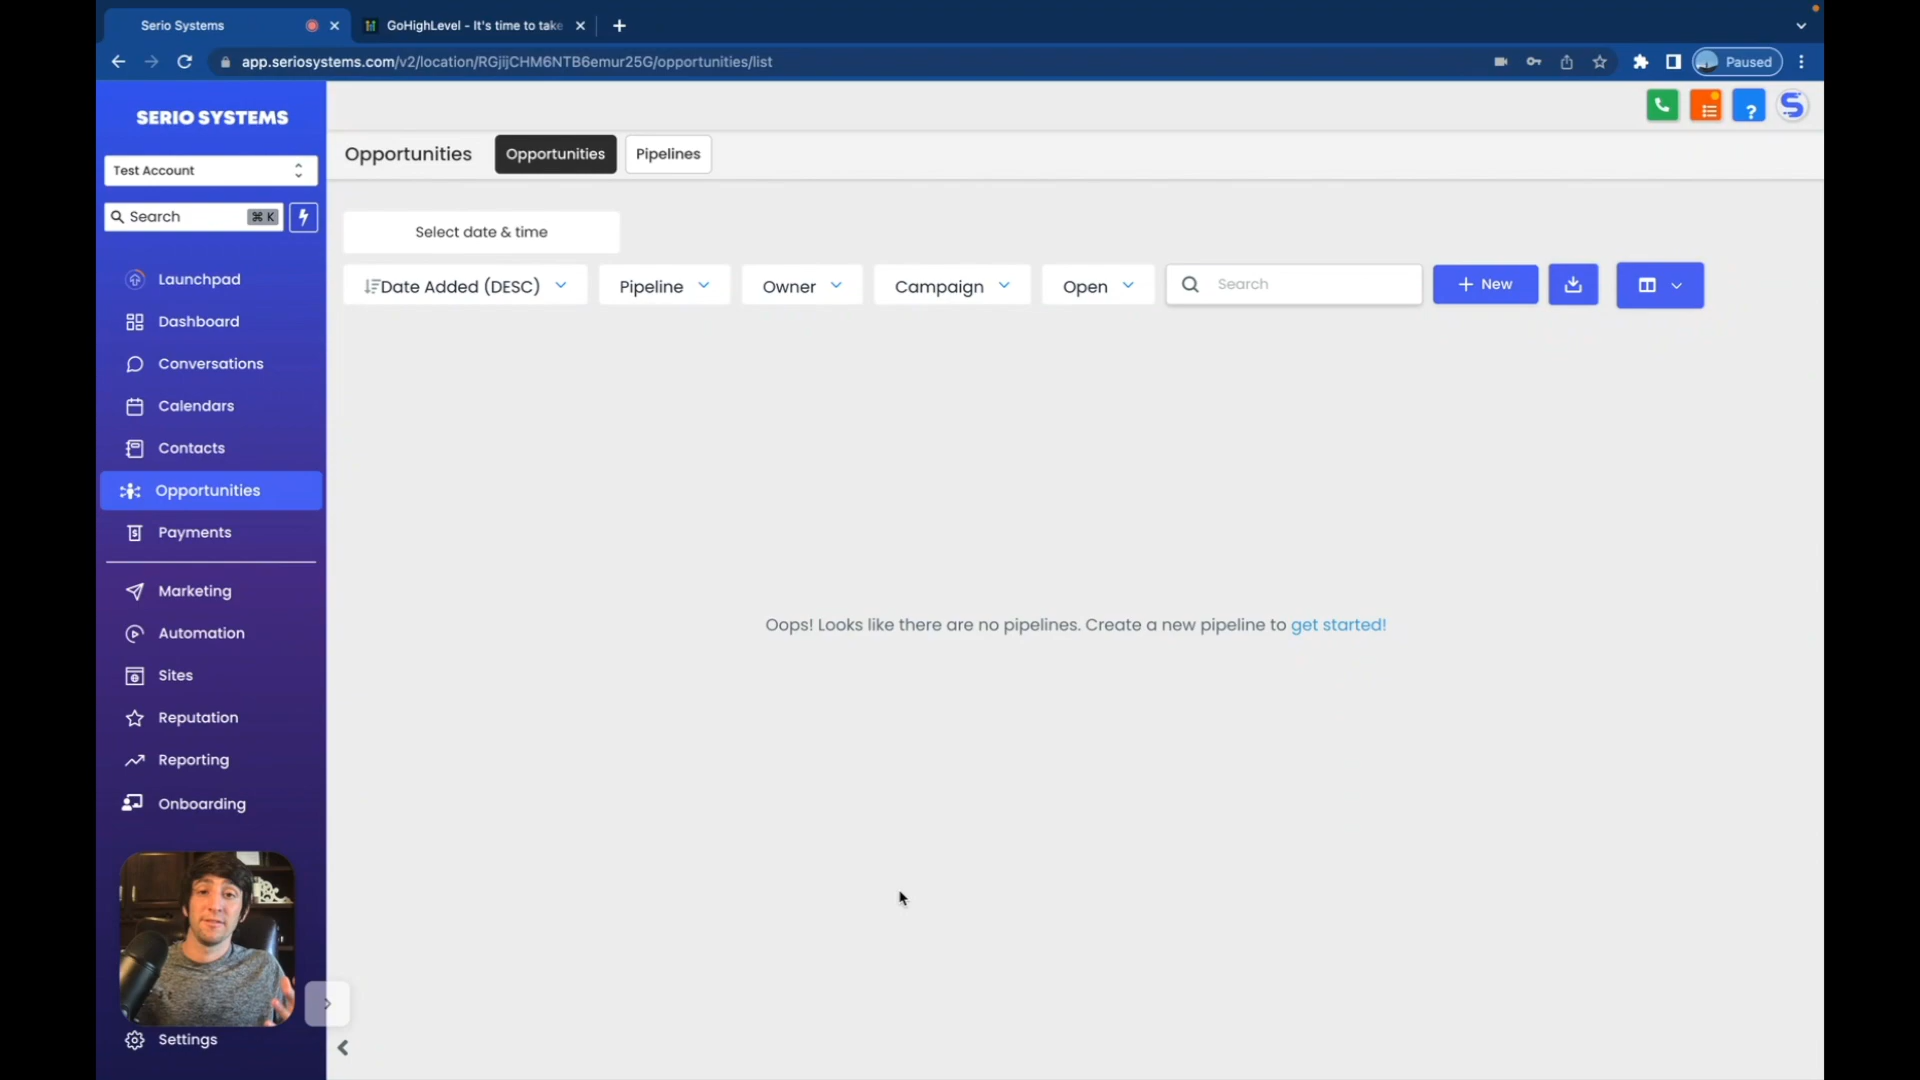 Serio Systems
GoHighLevel - It's time to take
app.seriosystems.com/v2/location/RGjijCHM6NTB6emur25G/opportunities/list
Paused
SERIO SYSTEMS
Test Account
Search ⌘ K
Launchpad
Dashboard
Conversations
Calendars
Contacts
Opportunities
Payments
Marketing
Automation
Sites
Reputation
Reporting
Onboarding
Settings
Opportunities Opportunities Pipelines
Select date & time
Date Added (DESC) Pipeline Owner Campaign Open Search + New
Oops! Looks like there are no pipelines. Create a new pipeline to get started!